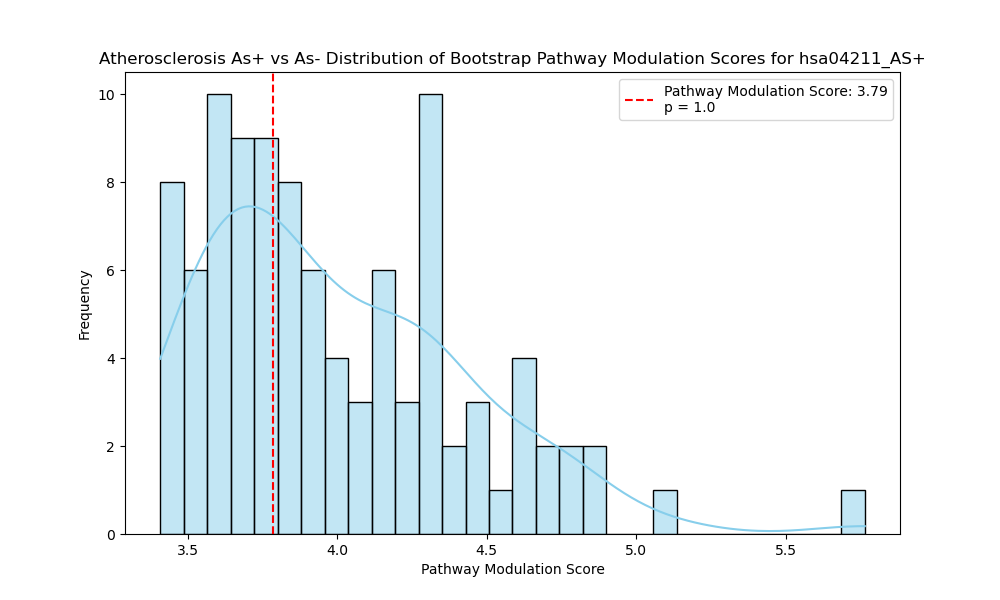 Atherosclerosis As+ vs As- Distribution of Bootstrap Pathway Modulation Scores for hsa04211_AS+
Pathway Modulation Score: 3.79
p = 1.0
10
8
6
4
2
0
Frequency
3.5 4.0 4.5 5.0 5.5
Pathway Modulation Score